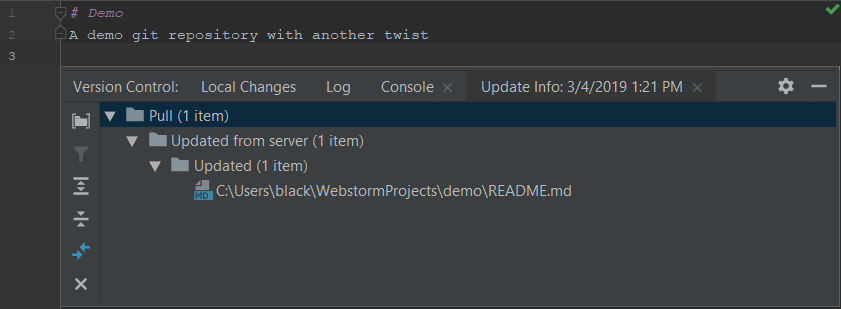 1 # Demo
2 A demo git repository with another twist
3
Version Control: Local Changes Log Console × Update Info: 3/4/2019 1:21 PM ×
Pull (1 item)
Updated from server (1 item)
Updated (1 item)
MD C:\Users\black\WebstormProjects\demo\README.md